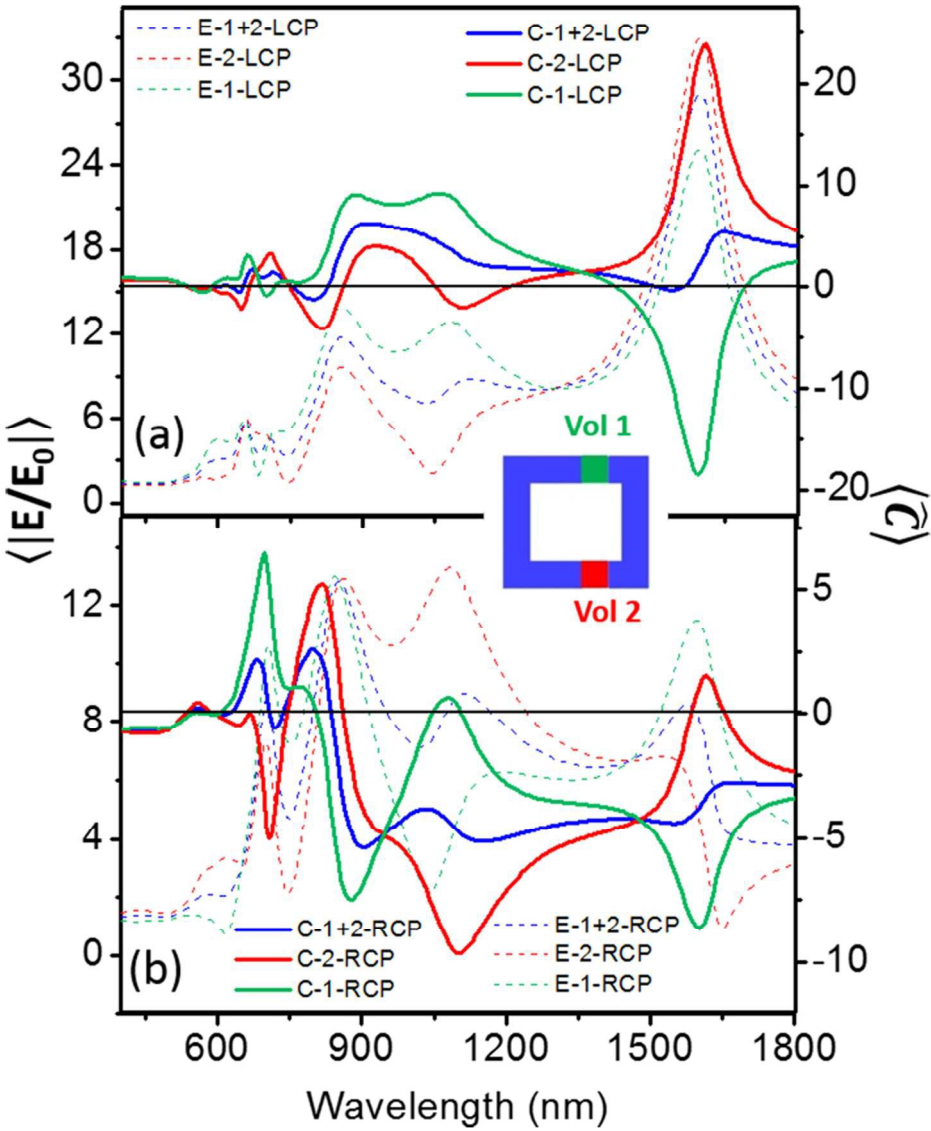 E-1+2-LCP C-1+2-LCP
E-2-LCP C-2-LCP
E-1-LCP C-1-LCP
30
24
18
12
6
0
20
10
0
-10
-20
(a)
⟨|E/E₀|⟩
⟨Ĉ⟩
Vol 1
Vol 2
12
8
4
0
5
0
-5
-10
C-1+2-RCP E-1+2-RCP
C-2-RCP E-2-RCP
C-1-RCP E-1-RCP
(b)
600 900 1200 1500 1800
Wavelength (nm)